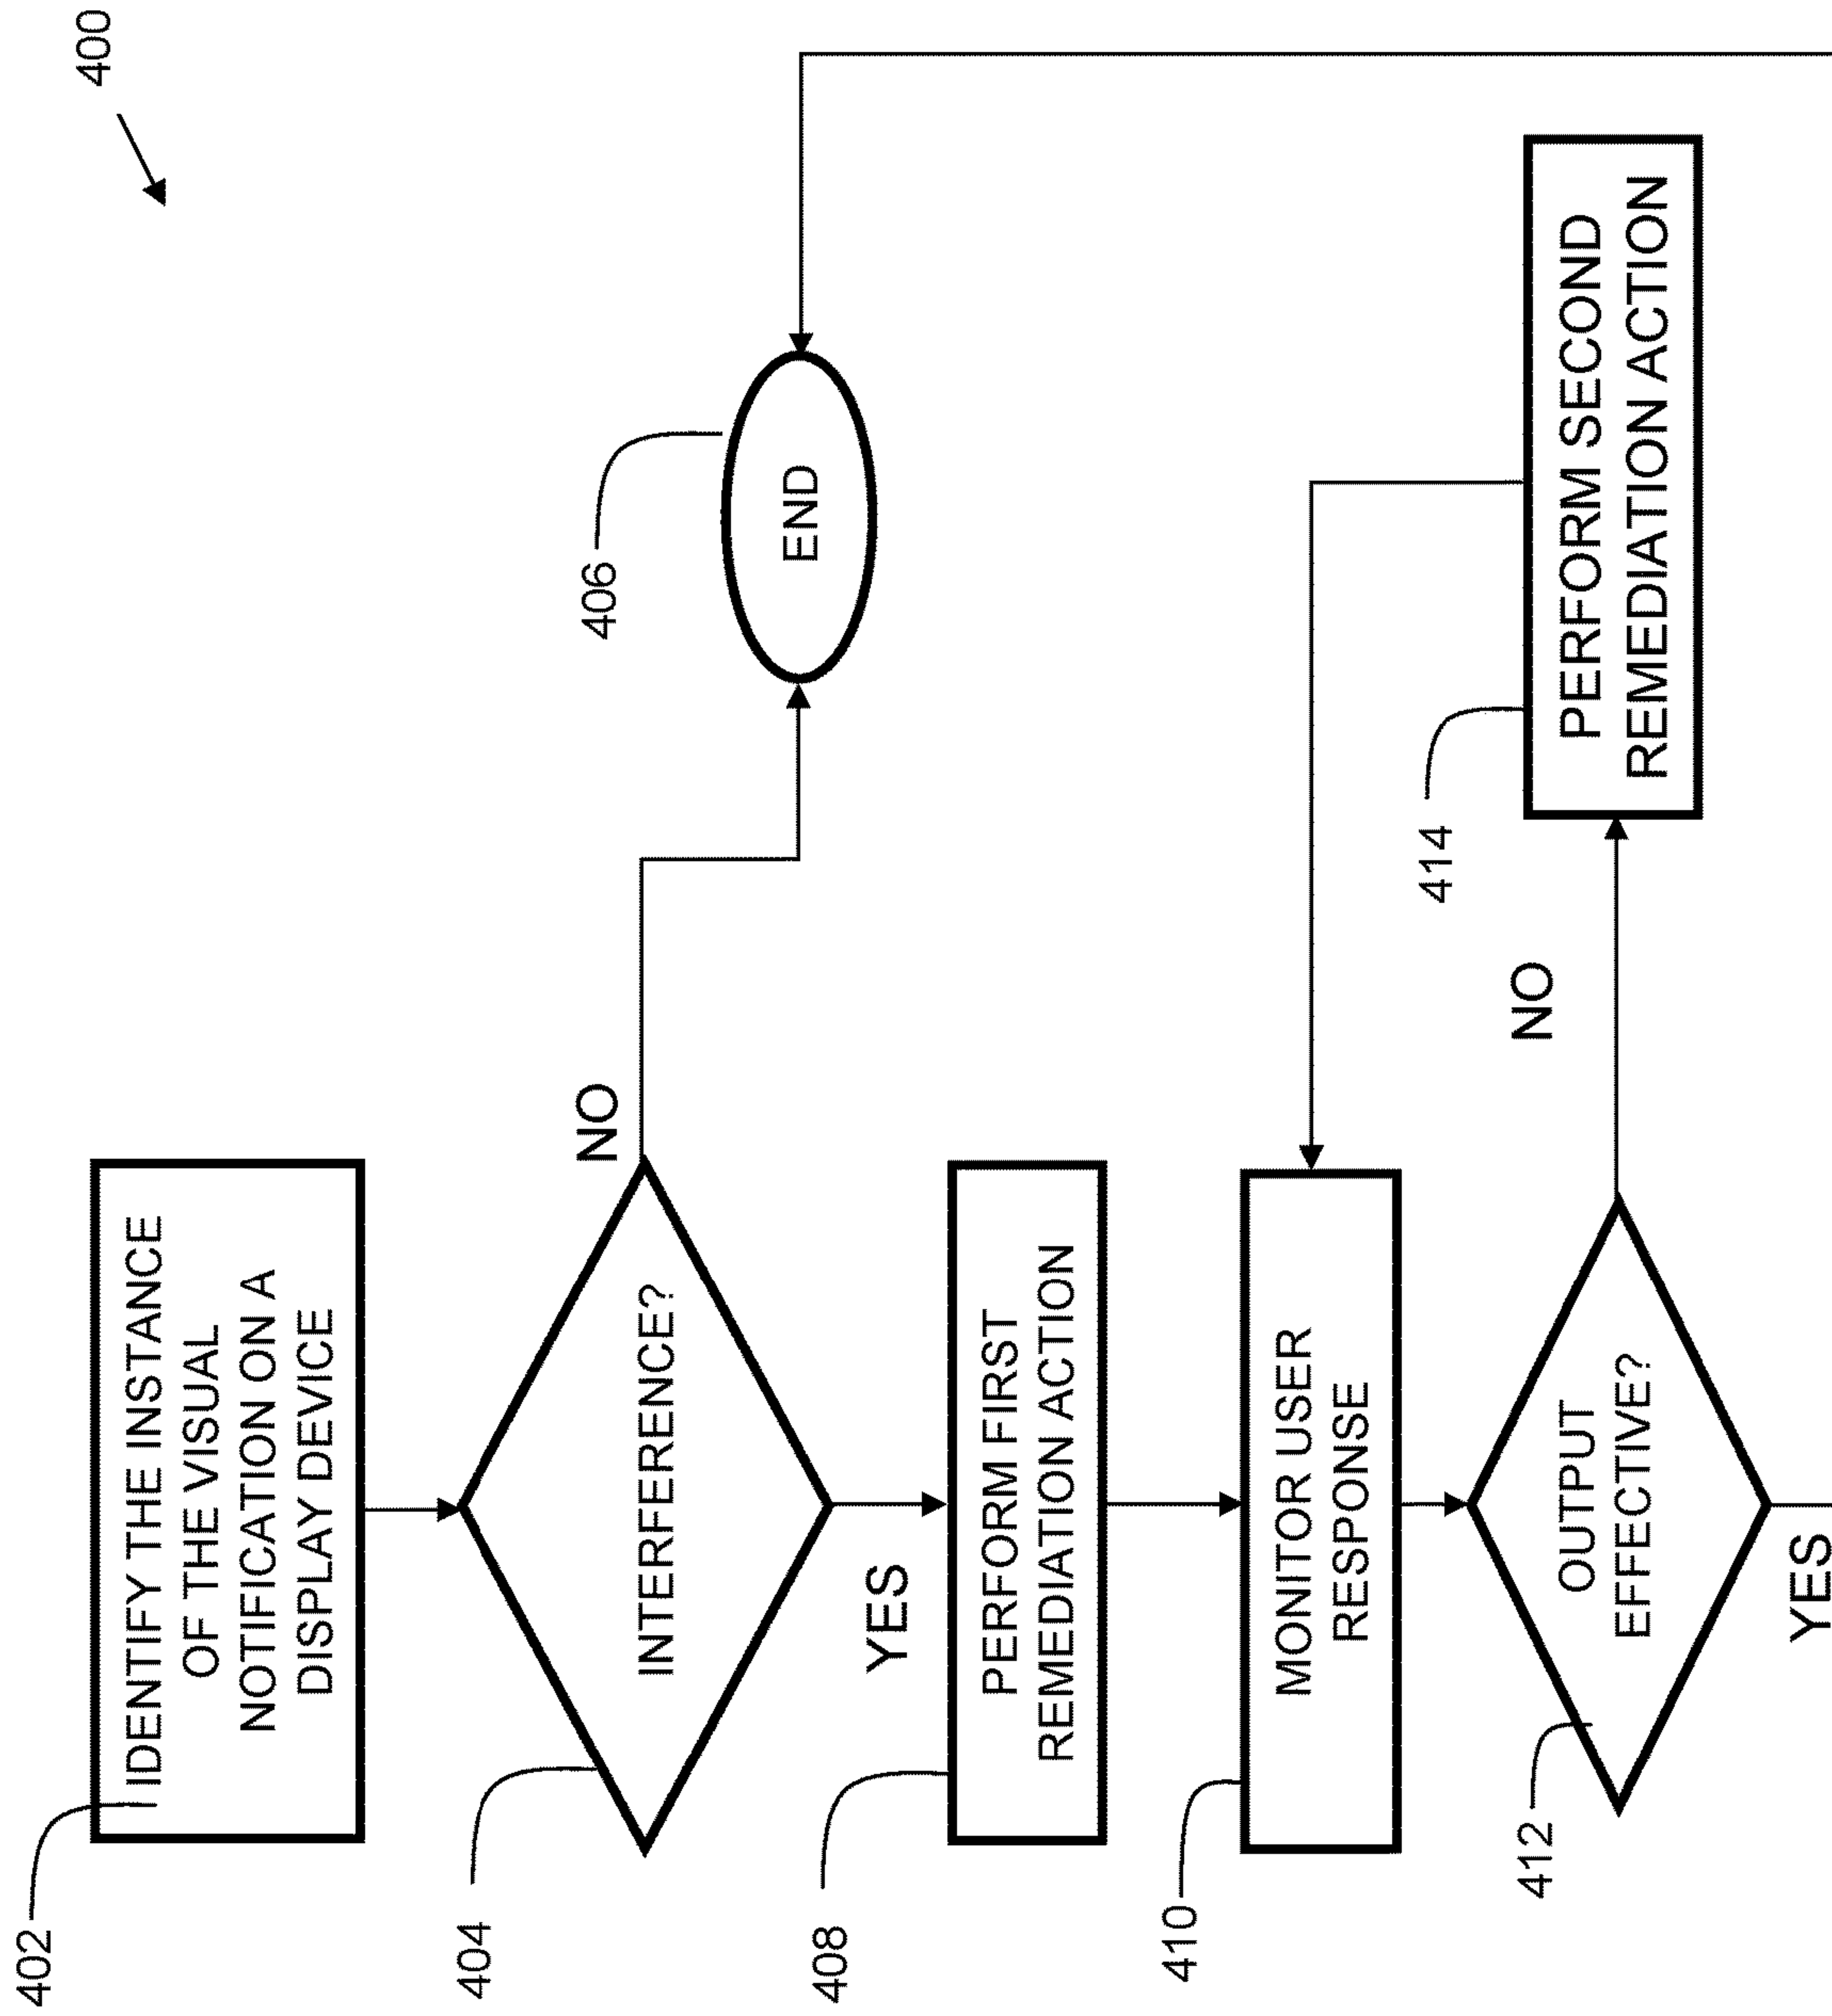 400
402
IDENTIFY THE INSTANCE
OF THE VISUAL
NOTIFICATION ON A
DISPLAY DEVICE
404
INTERFERENCE?
NO
406
END
YES
408
PERFORM FIRST
REMEDIATION ACTION
410
MONITOR USER
RESPONSE
412
OUTPUT
EFFECTIVE?
NO
414
PERFORM SECOND
REMEDIATION ACTION
YES